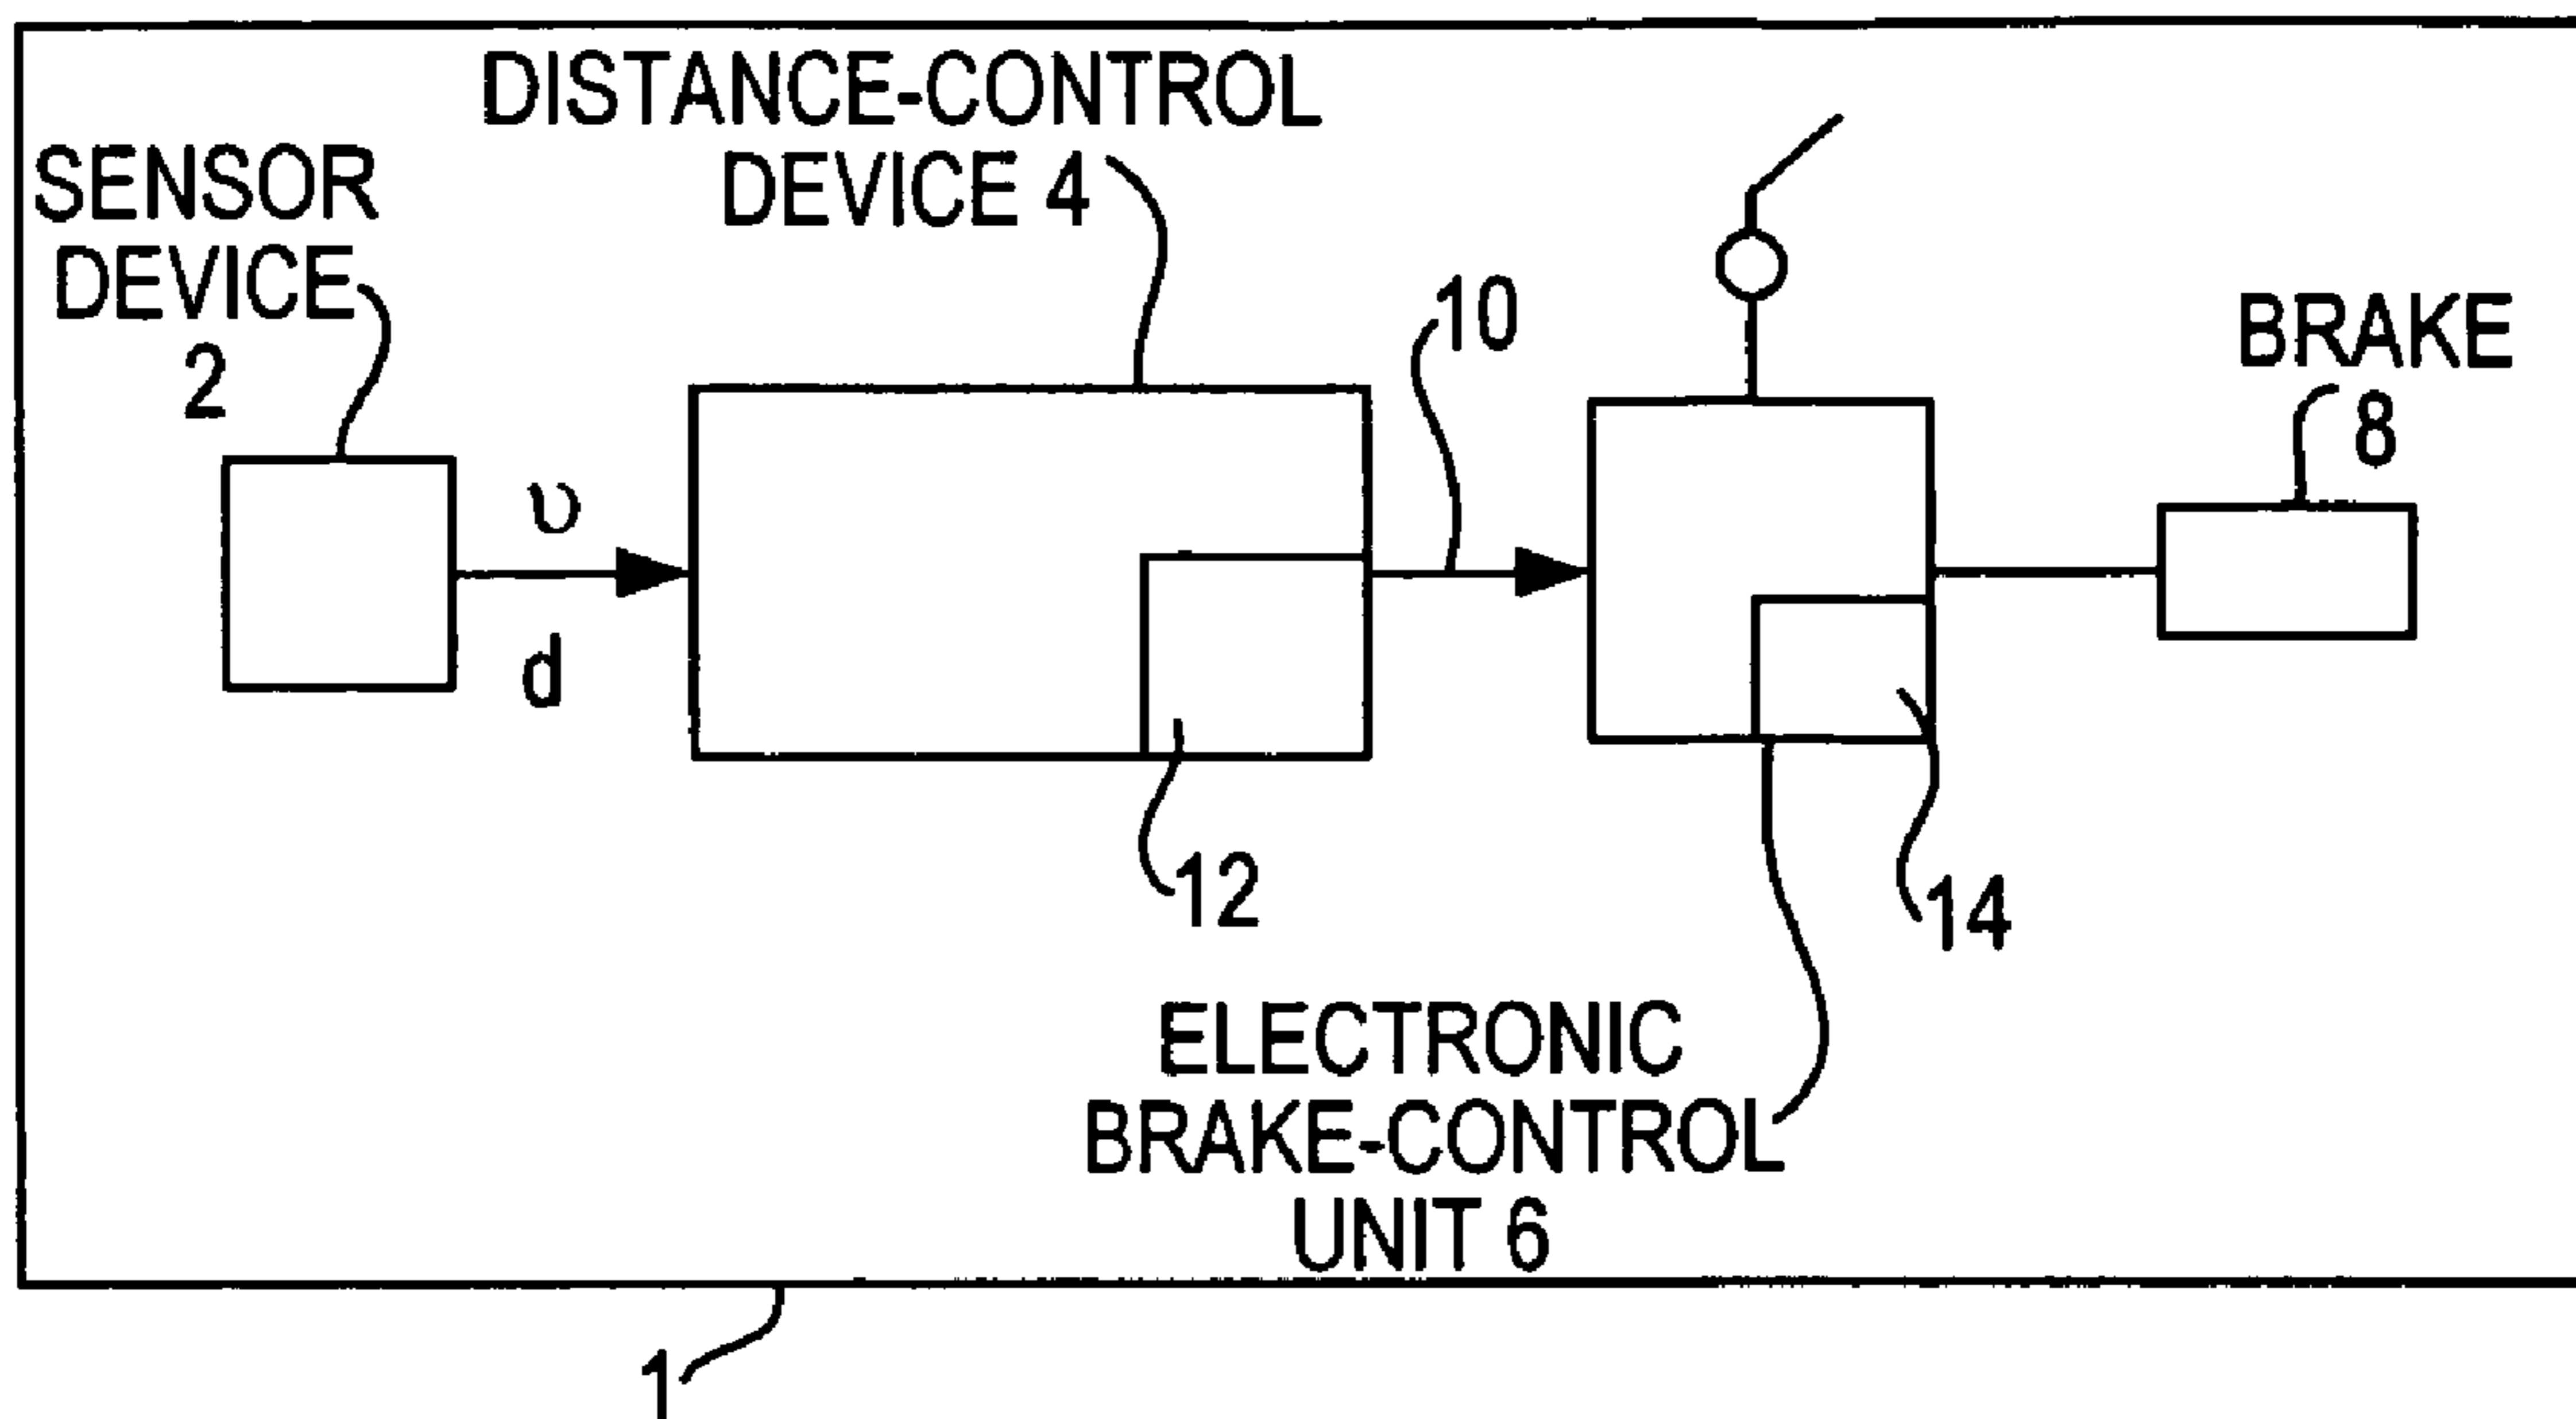 DISTANCE-CONTROL
DEVICE 4
SENSOR
DEVICE
2
10
BRAKE
8
υ
d
12
14
ELECTRONIC
BRAKE-CONTROL
UNIT 6
1